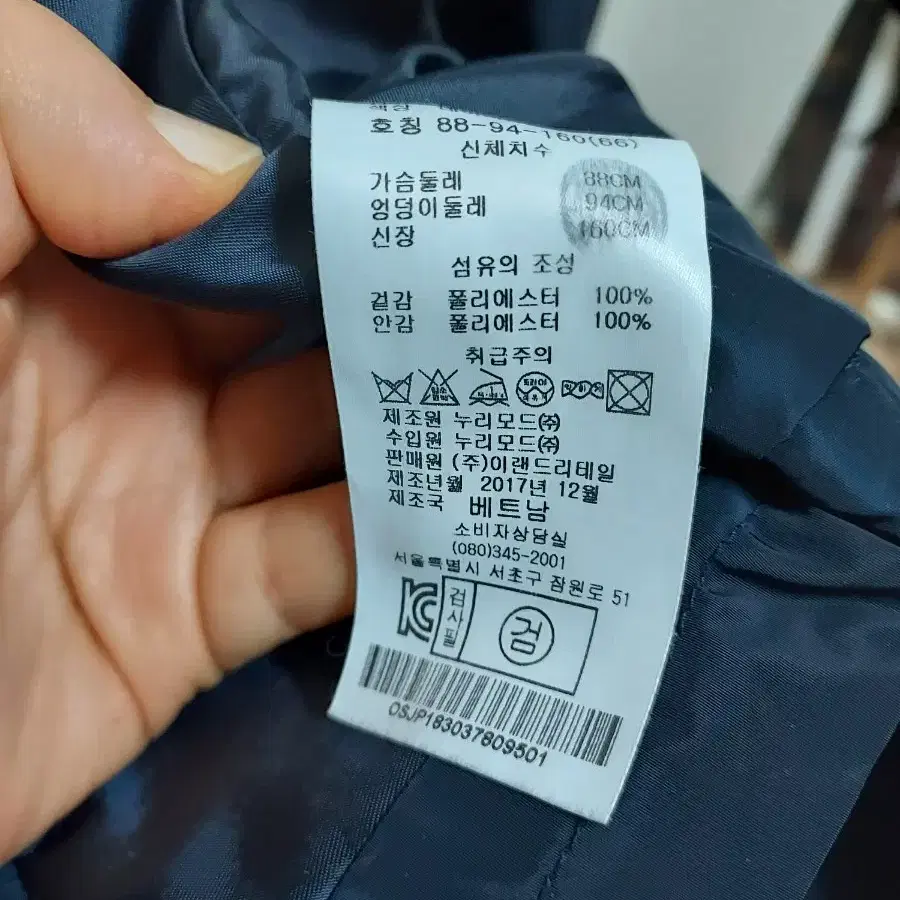 호칭 88-94-160(66)
신체치수
가슴둘레 88CM
엉덩이둘레 94CM
신장 160CM
섬유의 조성
겉감 폴리에스터 100%
안감 폴리에스터 100%
취급주의
제조원 누리모드㈜
수입원 누리모드㈜
판매원 (주)이랜드리테일
제조년월 2017년 12월
제조국 베트남
소비자상담실
(080)345-2001
서울특별시 서초구 잠원로 51
검사필 검
OSJP183037809501